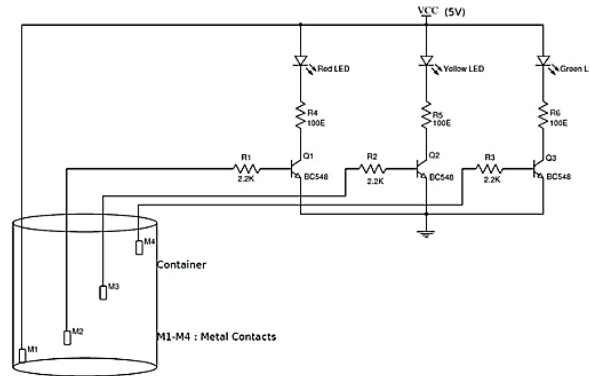 VCC (5V)
Red LED
Yellow LED
Green L
R4
100E
R5
100E
R6
100E
R1
2.2K
Q1
BC548
R2
2.2K
Q2
BC548
R3
2.2K
Q3
BC548
M4
Container
M3
M2
M1-M4 : Metal Contacts
M1